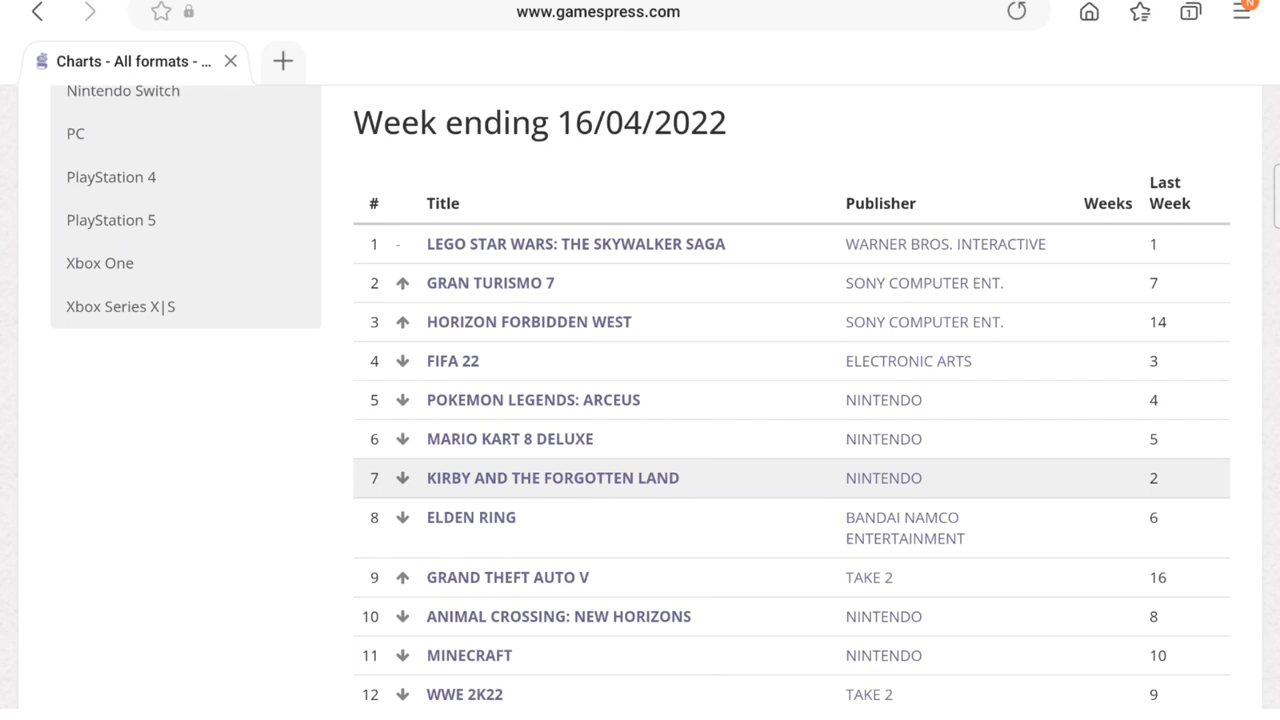 www.gamespress.com
1
N
Charts - All formats - ...
Nintendo Switch
PC
PlayStation 4
PlayStation 5
Xbox One
Xbox Series X|S
Week ending 16/04/2022
# Title Publisher Weeks Last Week
1 - LEGO STAR WARS: THE SKYWALKER SAGA WARNER BROS. INTERACTIVE 1
2 GRAN TURISMO 7 SONY COMPUTER ENT. 7
3 HORIZON FORBIDDEN WEST SONY COMPUTER ENT. 14
4 FIFA 22 ELECTRONIC ARTS 3
5 POKEMON LEGENDS: ARCEUS NINTENDO 4
6 MARIO KART 8 DELUXE NINTENDO 5
7 KIRBY AND THE FORGOTTEN LAND NINTENDO 2
8 ELDEN RING BANDAI NAMCO ENTERTAINMENT 6
9 GRAND THEFT AUTO V TAKE 2 16
10 ANIMAL CROSSING: NEW HORIZONS NINTENDO 8
11 MINECRAFT NINTENDO 10
12 WWE 2K22 TAKE 2 9